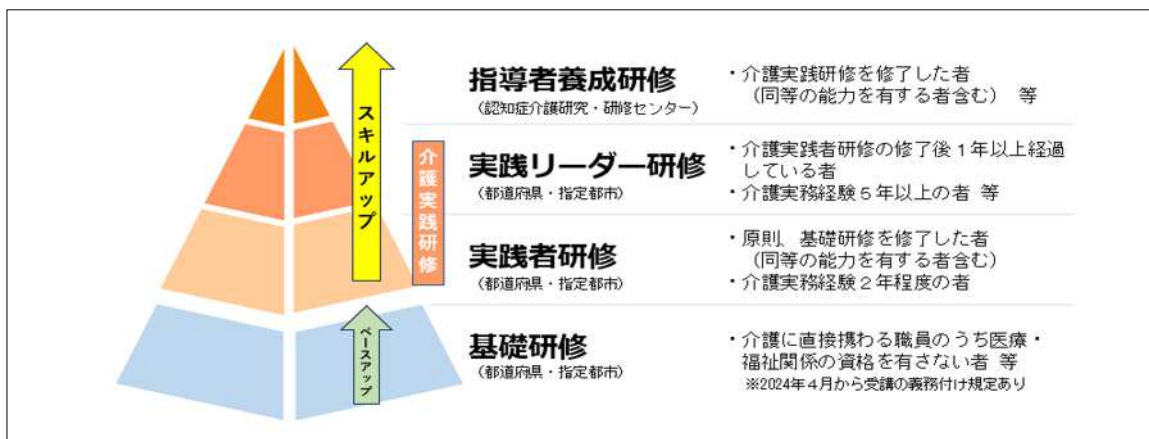 スキルアップ
介護実践研修
ベースアップ
指導者養成研修
（認知症介護研究・研修センター）
・介護実践研修を修了した者
（同等の能力を有する者含む） 等
実践リーダー研修
（都道府県・指定都市）
・介護実践者研修の修了後１年以上経過
している者
・介護実務経験５年以上の者 等
実践者研修
（都道府県・指定都市）
・原則、基礎研修を修了した者
（同等の能力を有する者含む）
・介護実務経験２年程度の者
基礎研修
（都道府県・指定都市）
・介護に直接携わる職員のうち医療・
福祉関係の資格を有さない者 等
※2024年４月から受講の義務付け規定あり